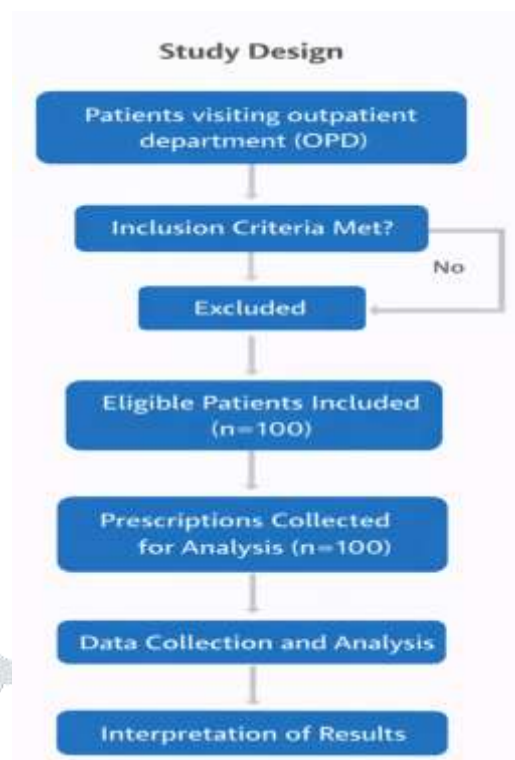 Study Design
Patients visiting outpatient
department (OPD)
Inclusion Criteria Met?
No
Excluded
Eligible Patients Included
(n=100)
Prescriptions Collected
for Analysis (n=100)
Data Collection and Analysis
Interpretation of Results